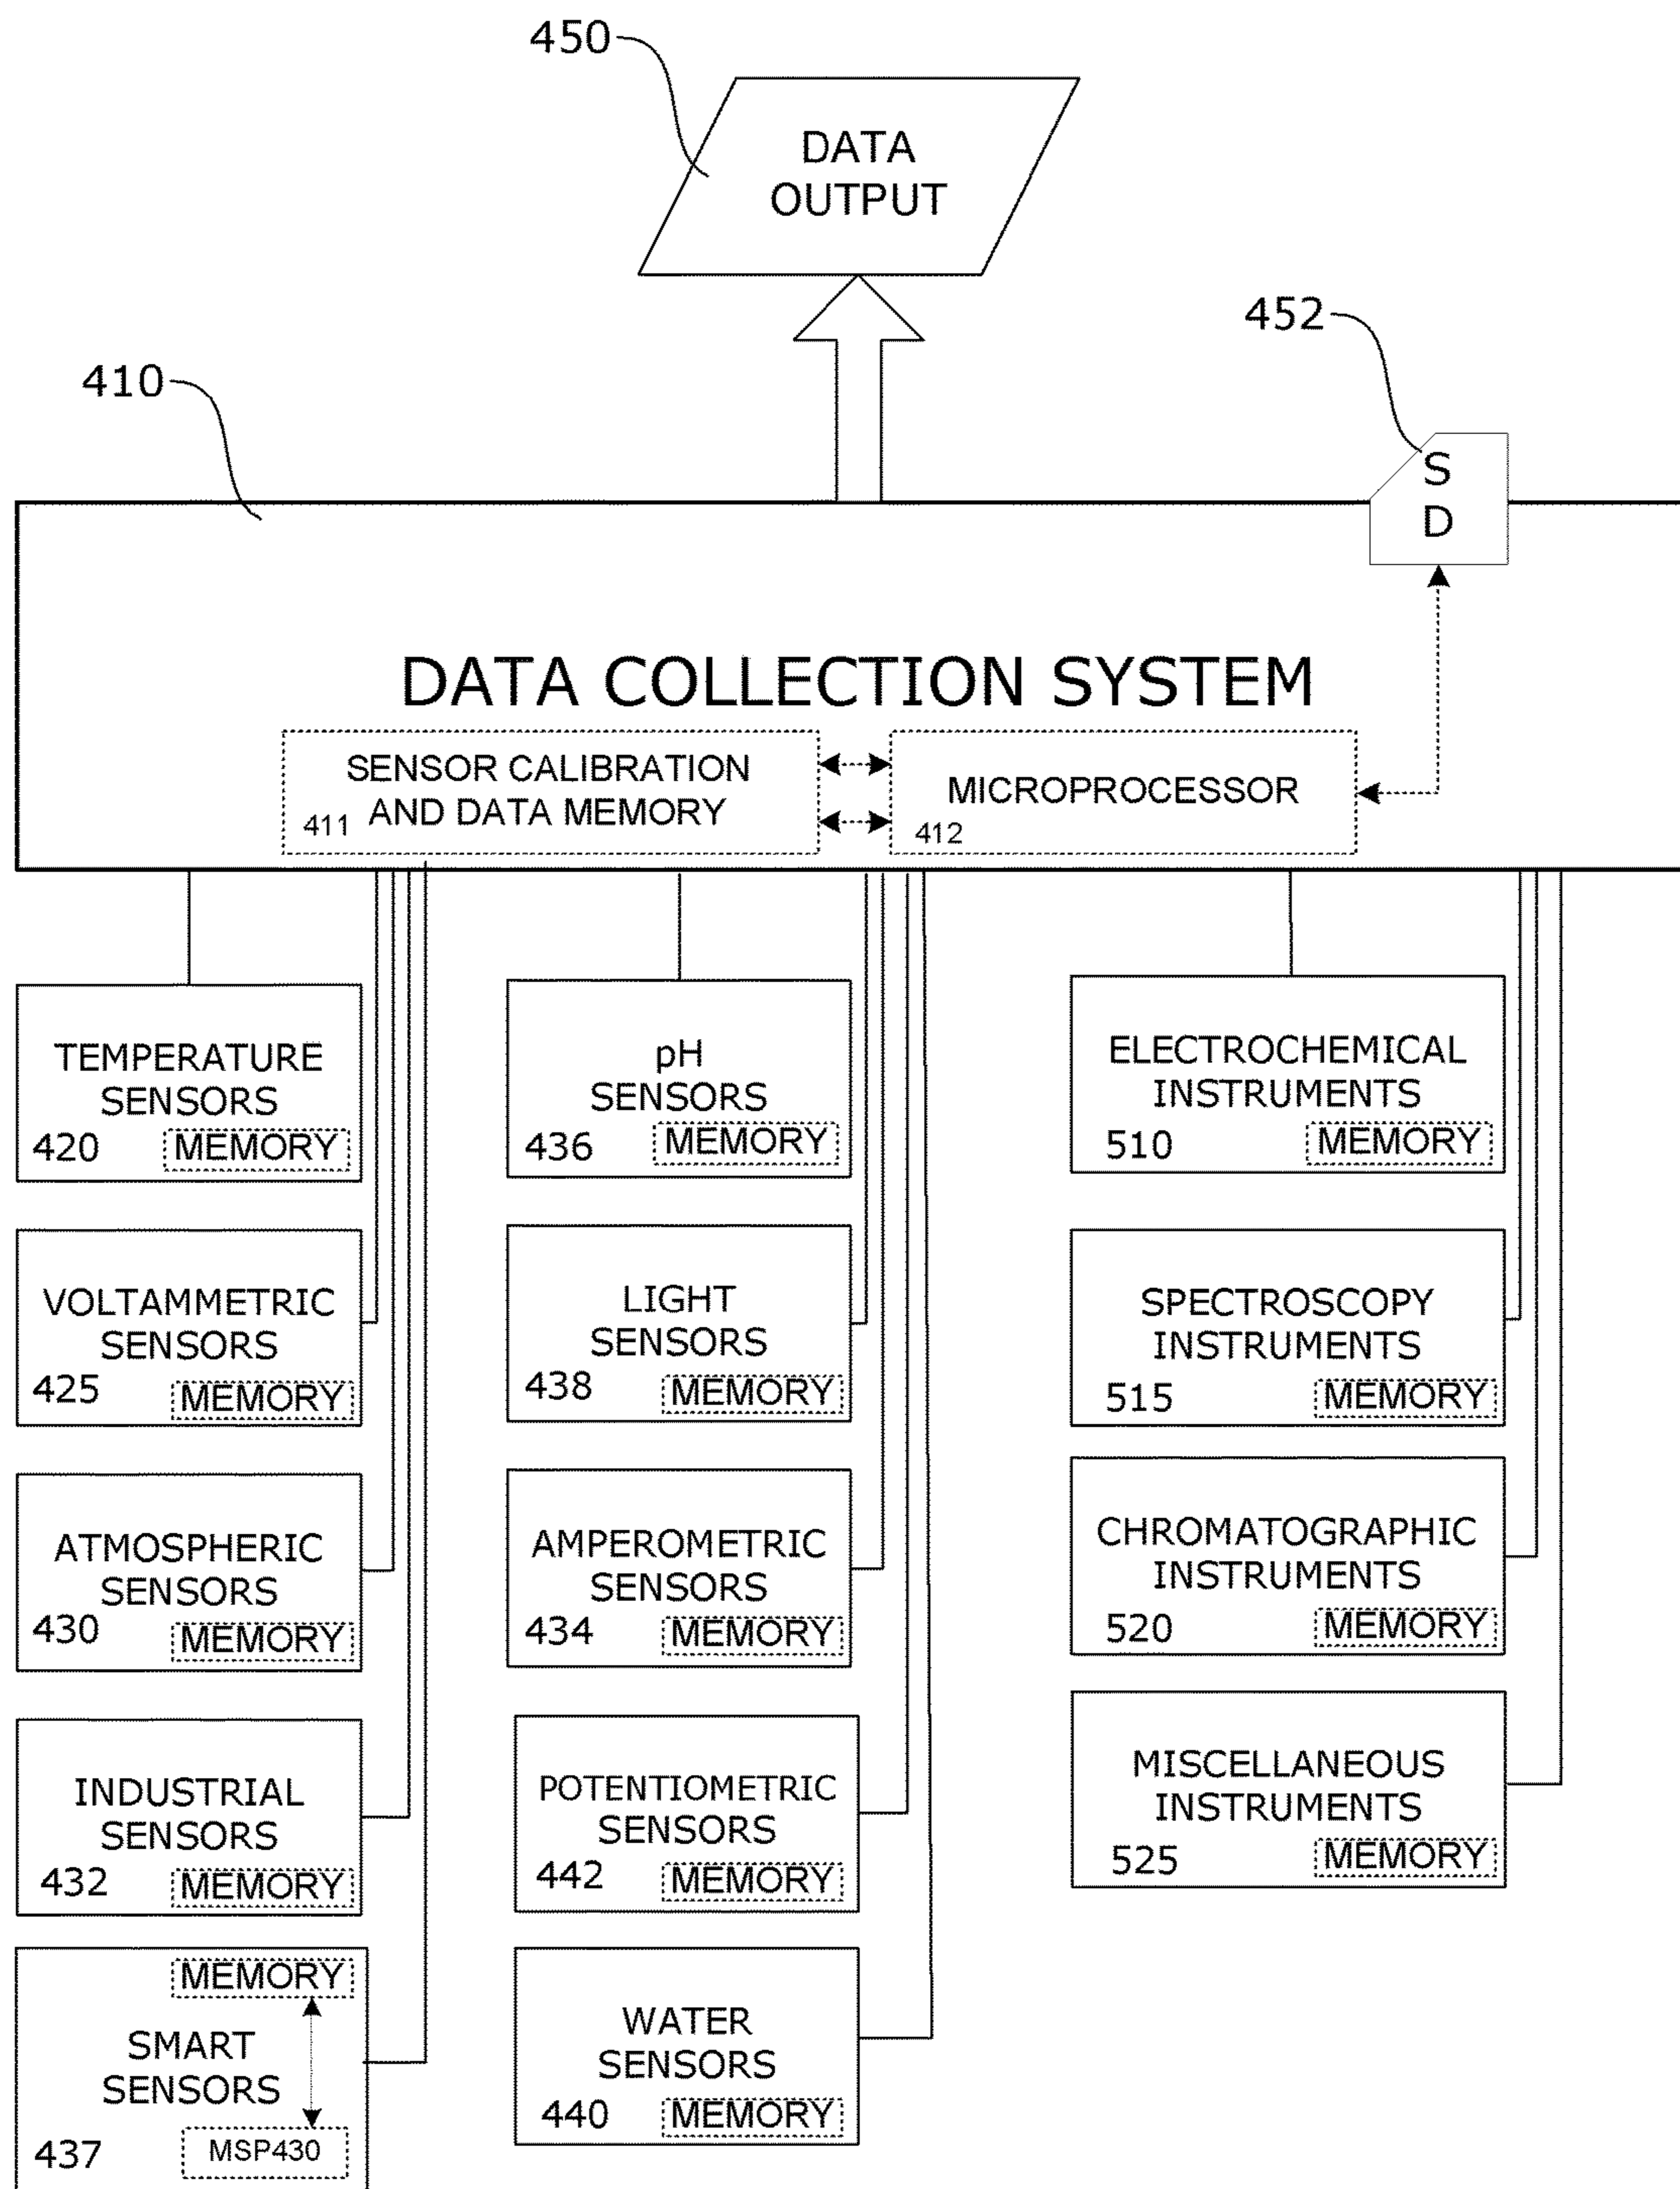 450
DATA
OUTPUT
452
410
S
D
DATA COLLECTION SYSTEM
SENSOR CALIBRATION
AND DATA MEMORY
411
MICROPROCESSOR
412
TEMPERATURE
SENSORS
420
MEMORY
pH
SENSORS
436
MEMORY
ELECTROCHEMICAL
INSTRUMENTS
510
MEMORY
VOLTAMMETRIC
SENSORS
425
MEMORY
LIGHT
SENSORS
438
MEMORY
SPECTROSCOPY
INSTRUMENTS
515
MEMORY
ATMOSPHERIC
SENSORS
430
MEMORY
AMPEROMETRIC
SENSORS
434
MEMORY
CHROMATOGRAPHIC
INSTRUMENTS
520
MEMORY
INDUSTRIAL
SENSORS
432
MEMORY
POTENTIOMETRIC
SENSORS
442
MEMORY
MISCELLANEOUS
INSTRUMENTS
525
MEMORY
MEMORY
SMART
SENSORS
437
MSP430
WATER
SENSORS
440
MEMORY